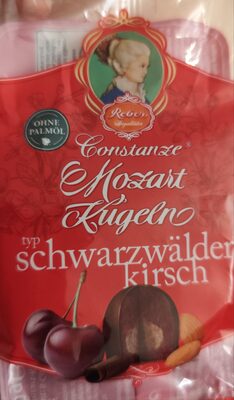 Reber
OHNE
PALMÖL
Constanze
Mozart
Kugeln
typ
schwarzwälder
kirsch